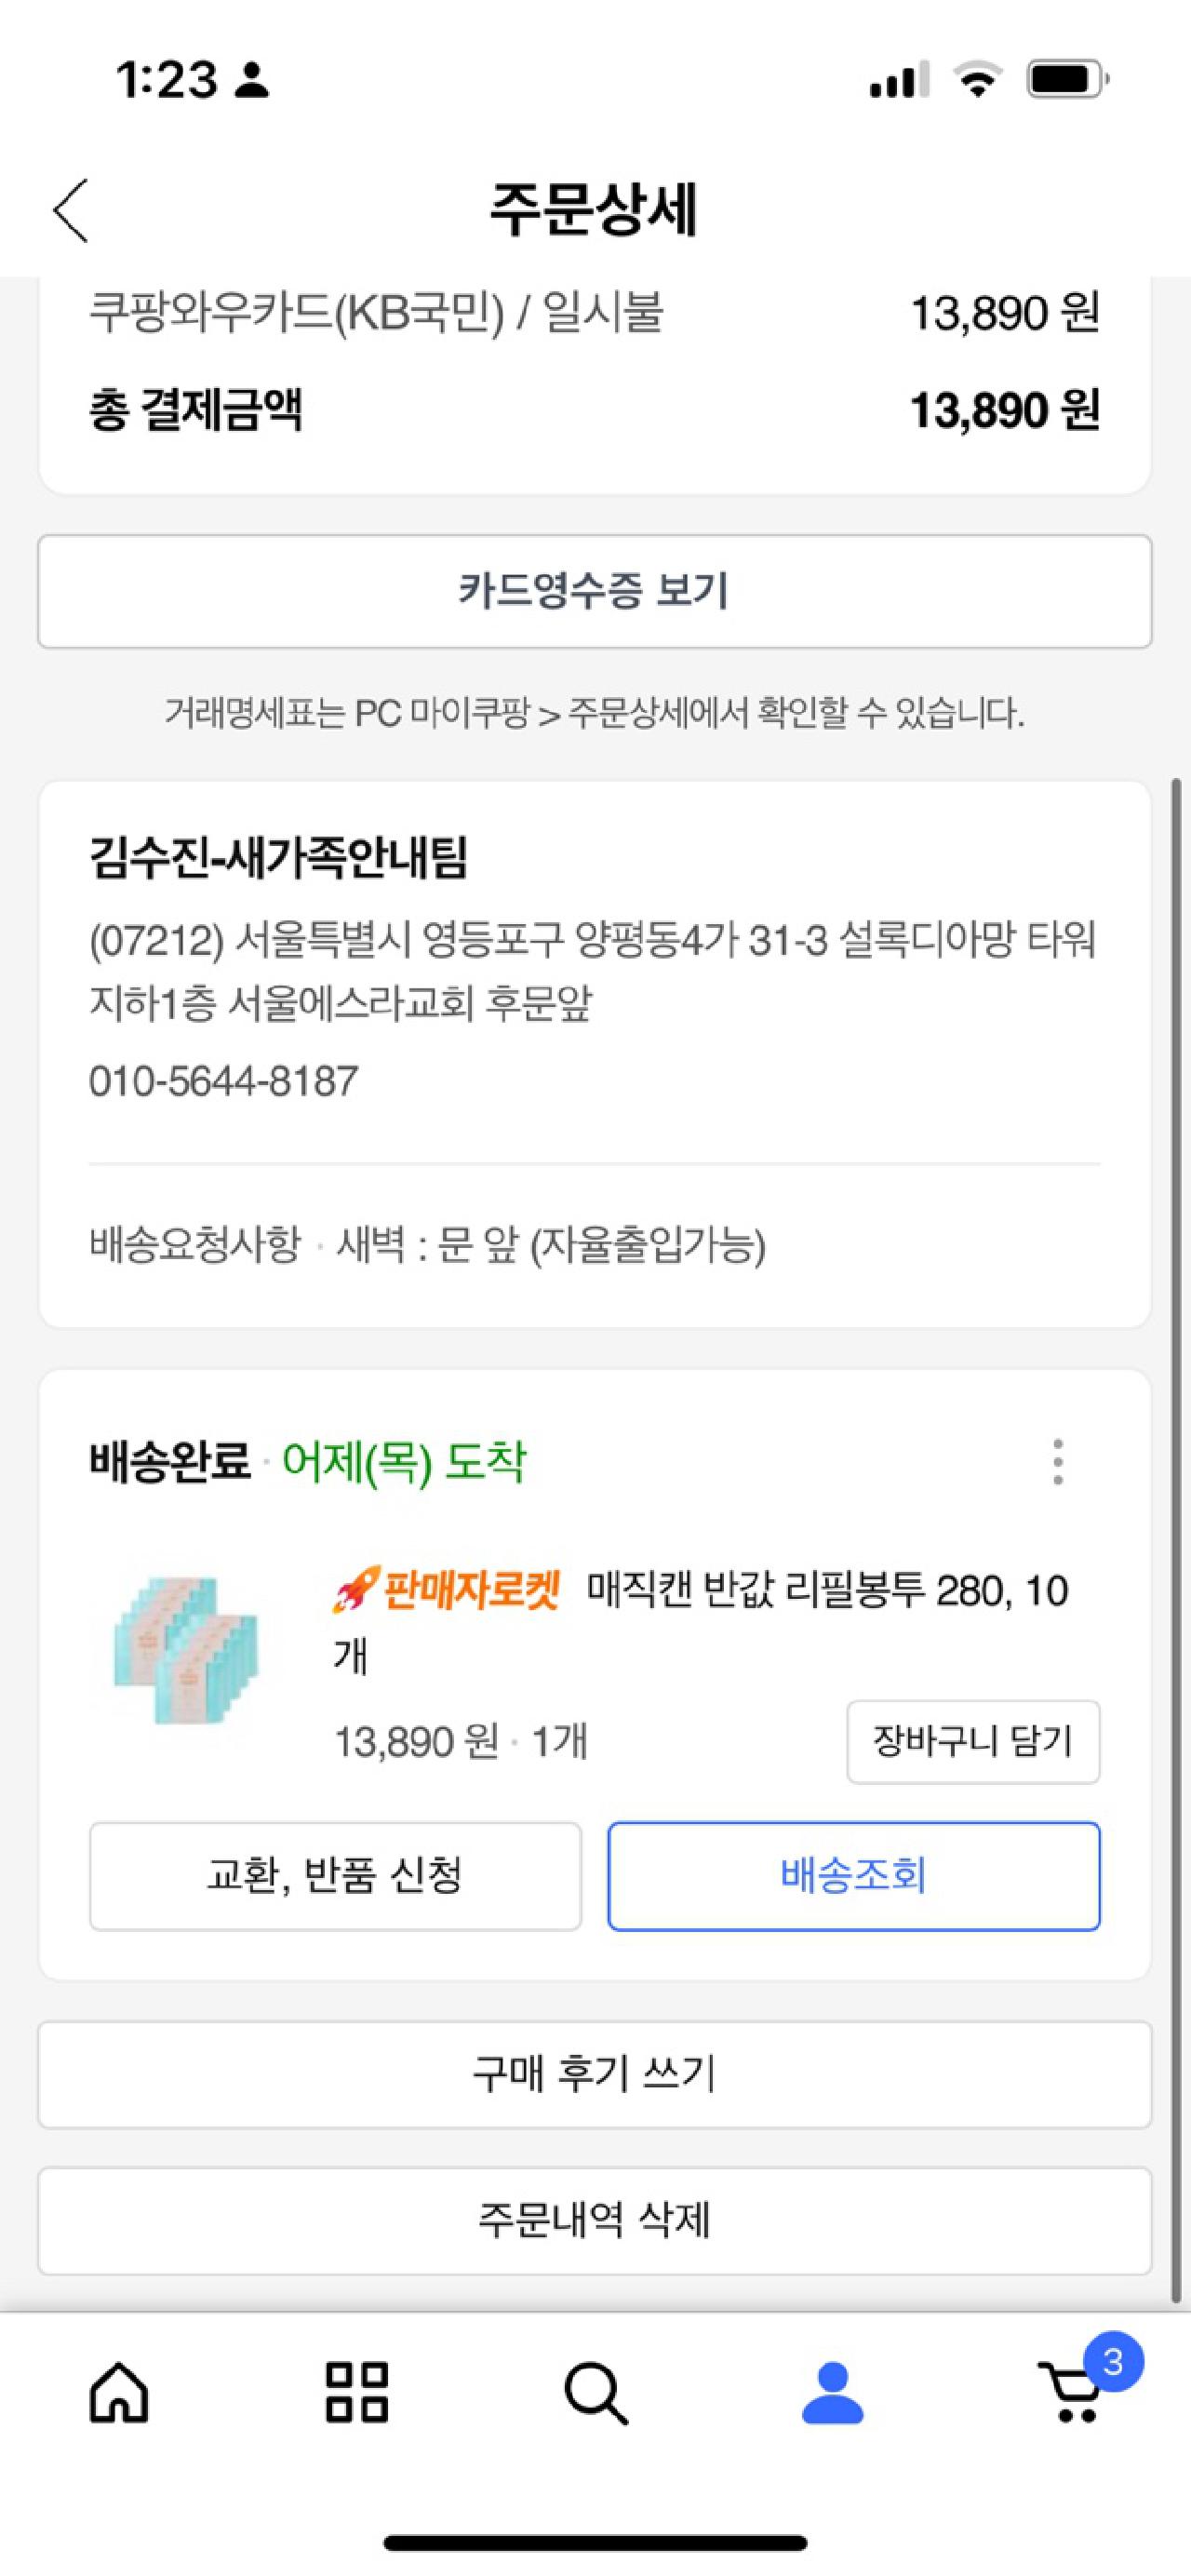 1:23
주문상세
쿠팡와우카드(KB국민) / 일시불 13,890 원
총 결제금액 13,890 원
카드영수증 보기
거래명세표는 PC 마이쿠팡 > 주문상세에서 확인할 수 있습니다.
김수진-새가족안내팀
(07212) 서울특별시 영등포구 양평동4가 31-3 설록디아망 타워
지하1층 서울에스라교회 후문앞
010-5644-8187
배송요청사항 · 새벽 : 문 앞 (자율출입가능)
배송완료 · 어제(목) 도착
판매자로켓 매직캔 반값 리필봉투 280, 10
개
13,890 원 · 1개 장바구니 담기
교환, 반품 신청 배송조회
구매 후기 쓰기
주문내역 삭제
3